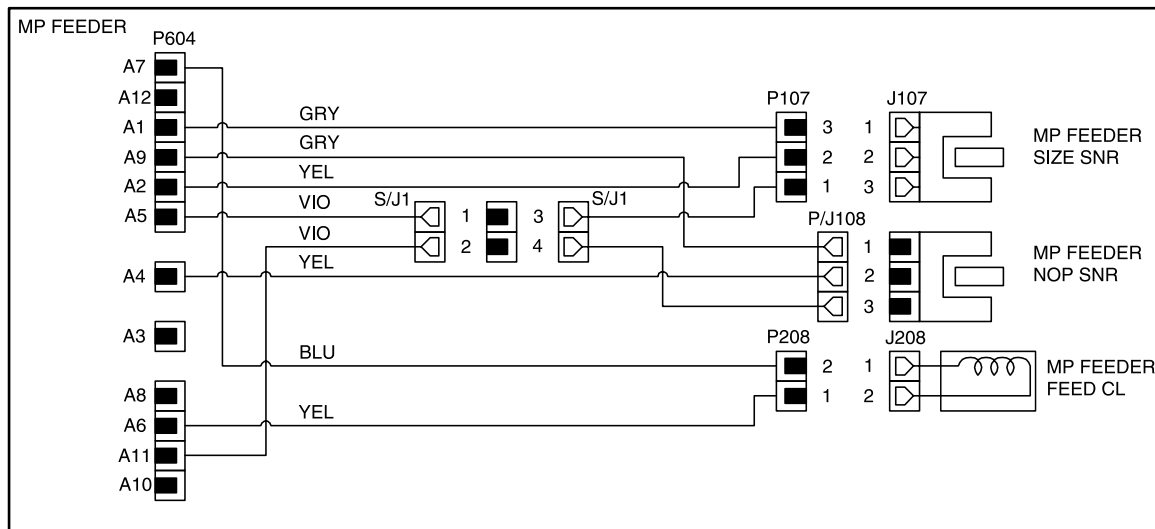 MP FEEDER
P604
A7
A12
A1
A9
A2
A5
A4
A3
A8
A6
A11
A10
GRY
GRY
YEL
VIO
VIO
YEL
BLU
YEL
S/J1
1
2
3
4
S/J1
P107
3
2
1
J107
1
2
3
MP FEEDER
SIZE SNR
P/J108
1
2
3
MP FEEDER
NOP SNR
P208
2
1
J208
1
2
MP FEEDER
FEED CL